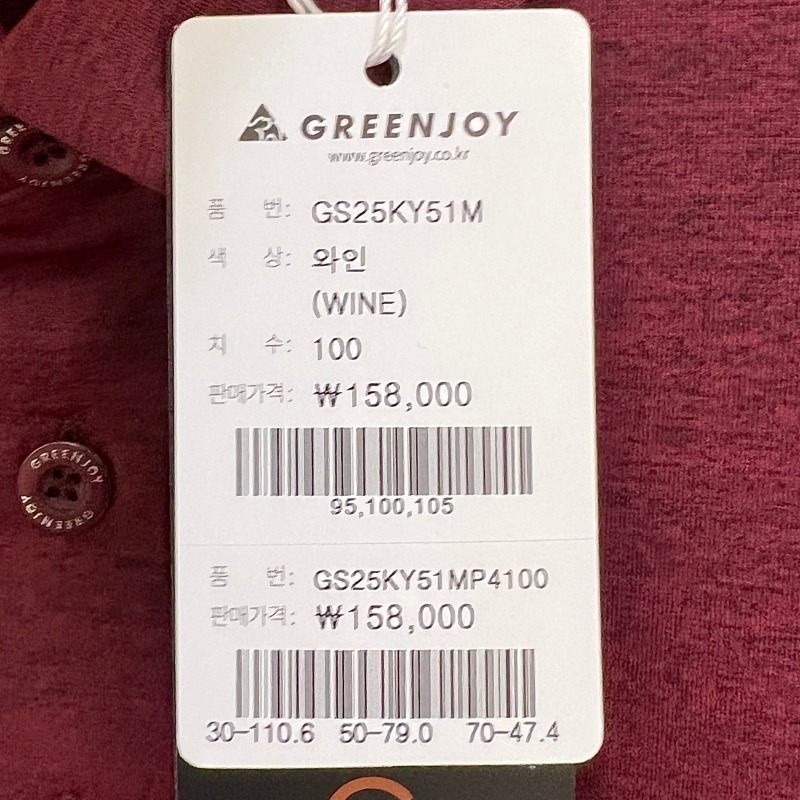 GREENJOY
www.greenjoy.co.kr
품 번: GS25KY51M
색 상: 와인
(WINE)
치 수: 100
판매가격: ₩158,000
95,100,105
품 번: GS25KY51MP4100
판매가격: ₩158,000
30-110.6 50-79.0 70-47.4
GREENJOY
GREENJOY